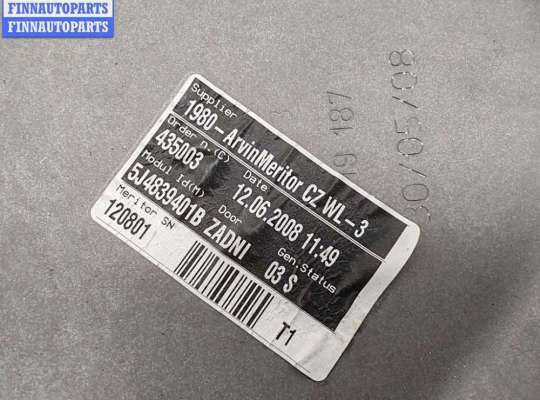 FINNAUTOPARTS
FINNAUTOPARTS
Supplier
1980-ArvinMeritor CZ WL-3
Order n.(C) Date
435003 12.06.2008 11:49
Modul Id(M) Door Gen.Status
5J4839401B ZADNI 03 S
Meritor SN
120801
T1